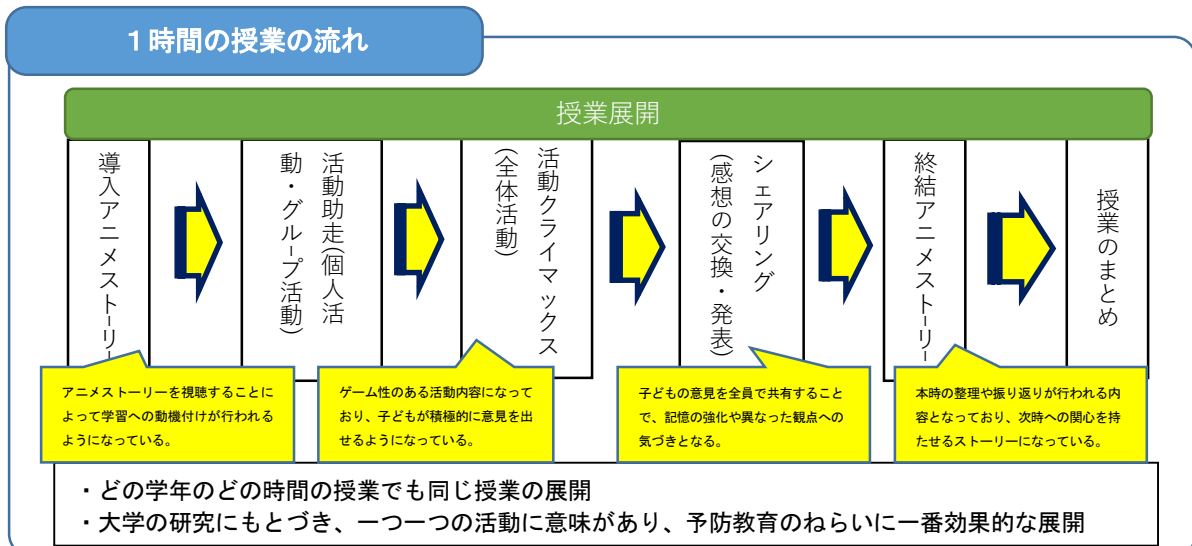 １時間の授業の流れ
授業展開
導入アニメストーリー
活動助走(個人活
動・グループ活動)
活動クライマックス
(全体活動)
シェアリング
(感想の交換・発表)
終結アニメストーリー
授業のまとめ
アニメストーリーを視聴することに
よって学習への動機付けが行われる
ようになっている。
ゲーム性のある活動内容になって
おり、子どもが積極的に意見を出
せるようになっている。
子どもの意見を全員で共有すること
で、記憶の強化や異なった観点への
気づきとなる。
本時の整理や振り返りが行われる内
容となっており、次時への関心を持
たせるストーリーになっている。
・どの学年のどの時間の授業でも同じ授業の展開
・大学の研究にもとづき、一つ一つの活動に意味があり、予防教育のねらいに一番効果的な展開